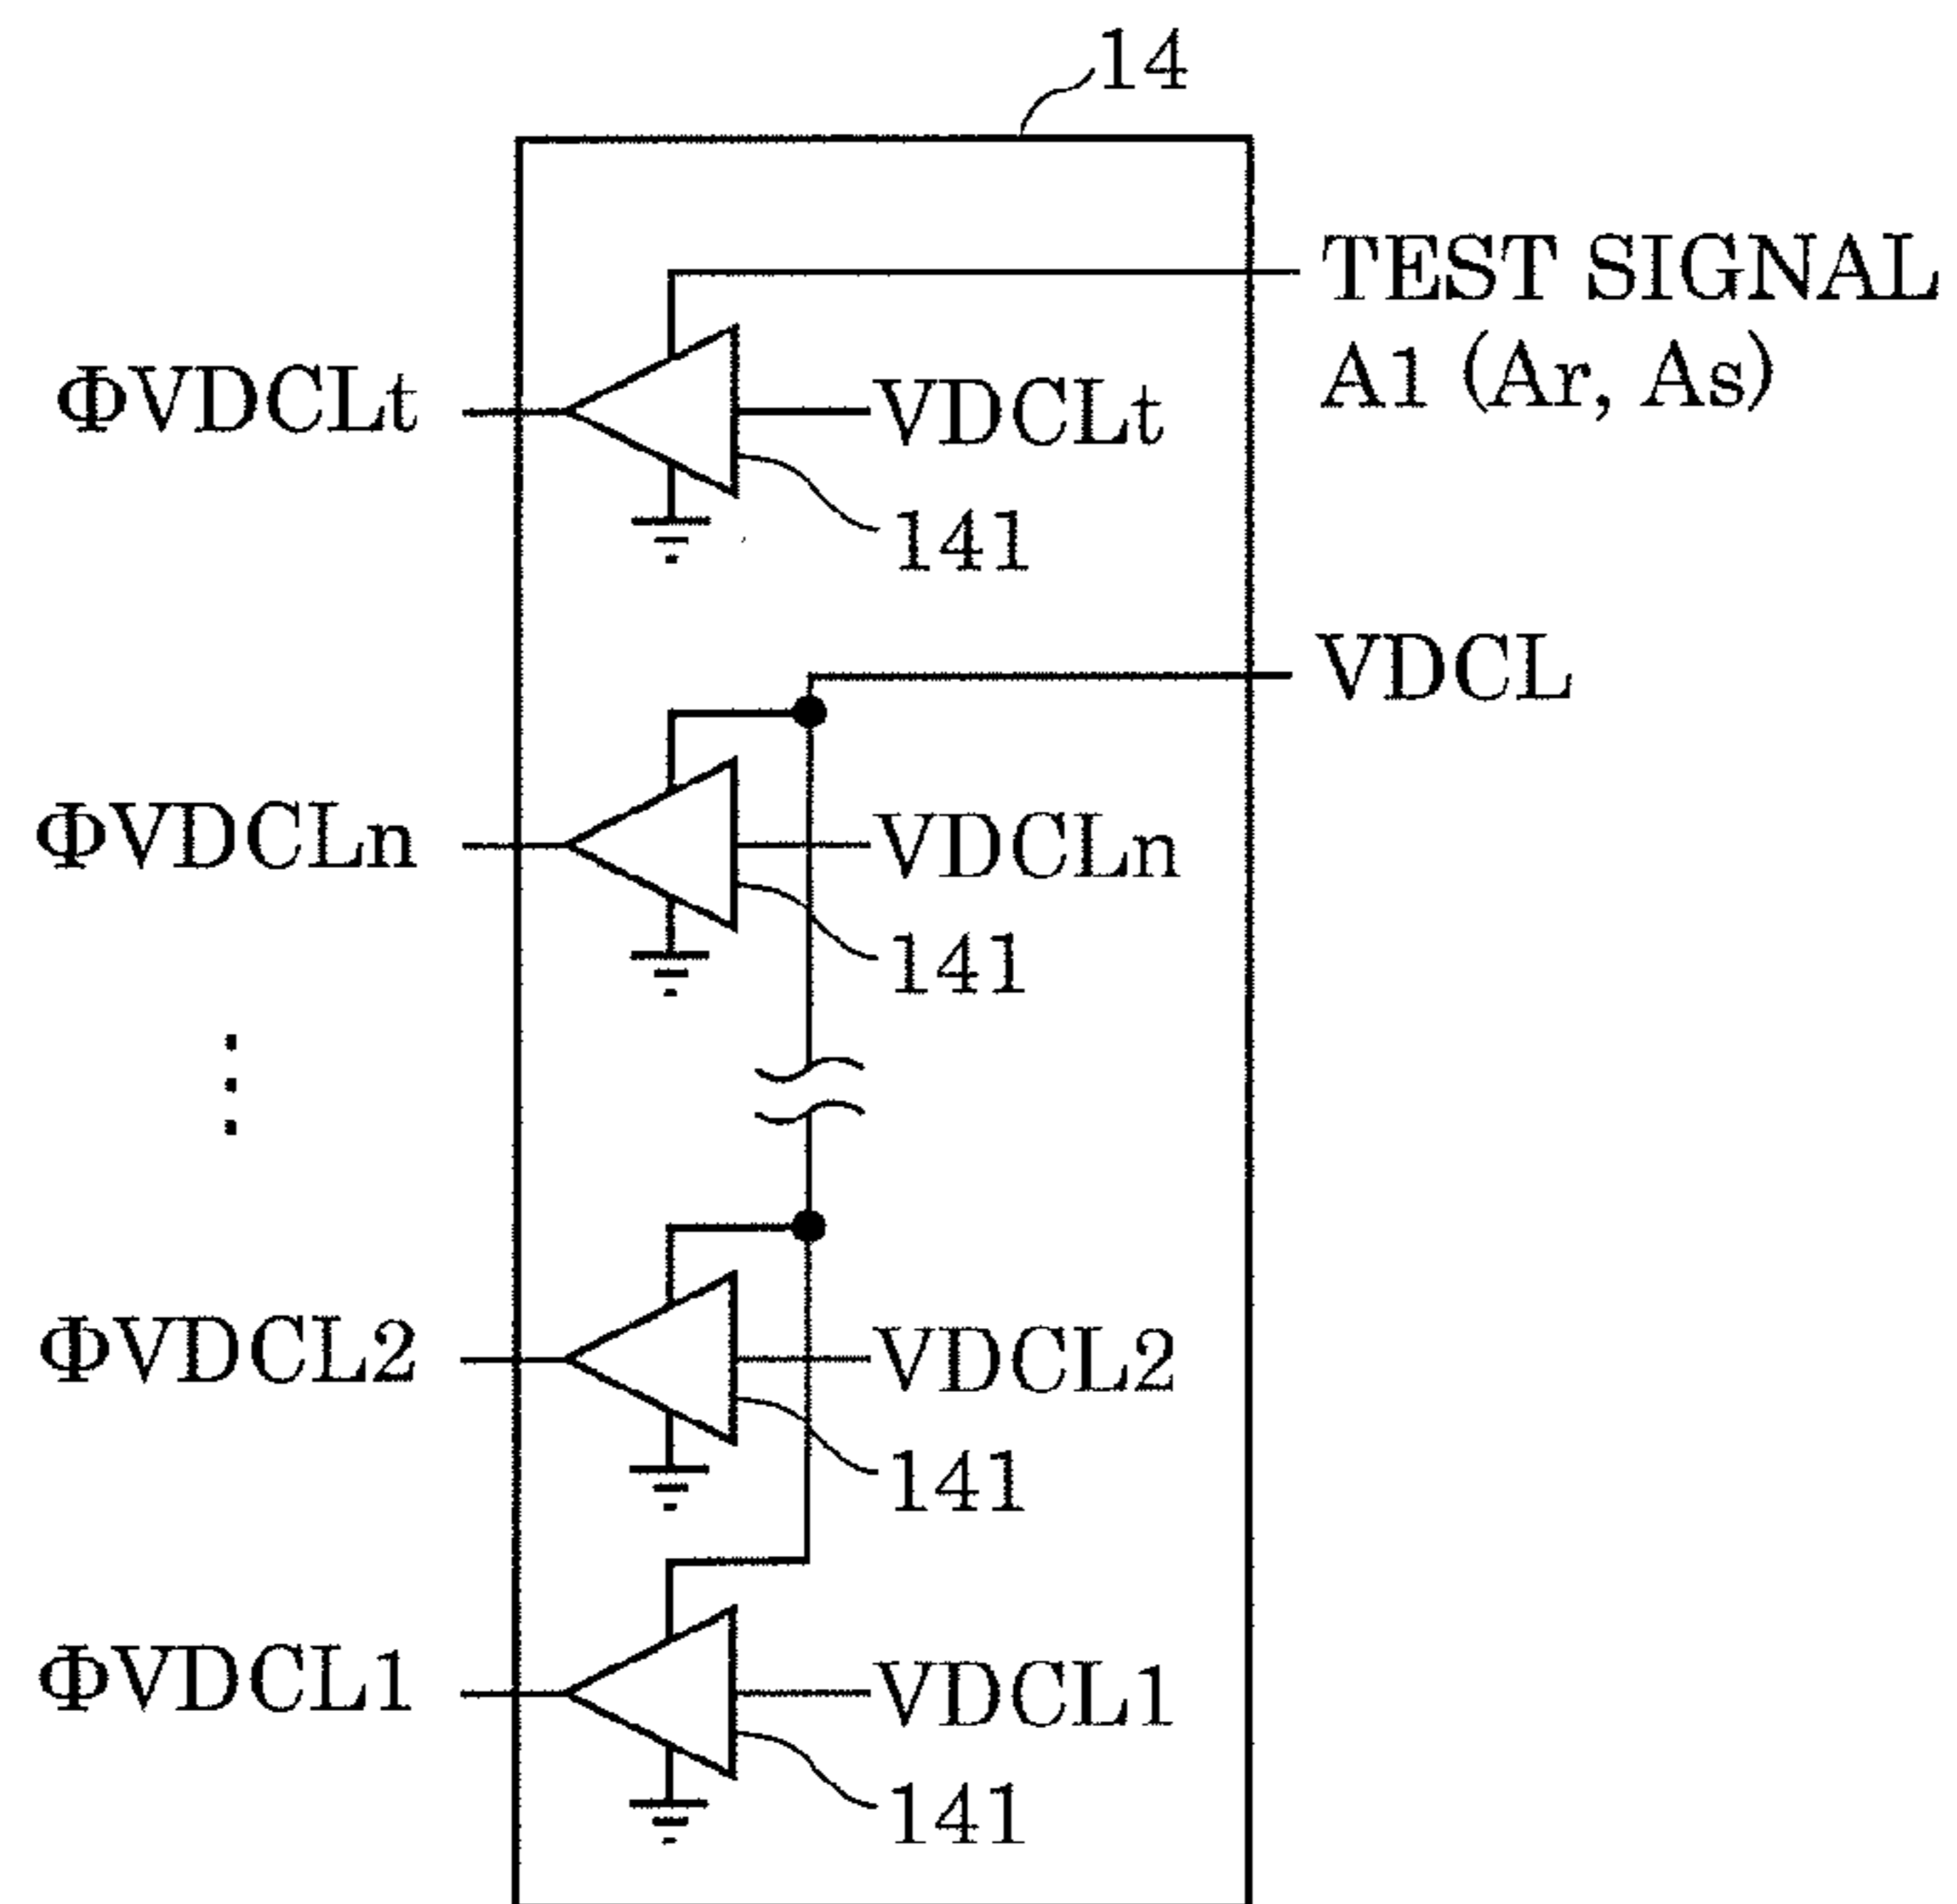 14
TEST SIGNAL
A1 (Ar, As)
ΦVDCLt
VDCLt
141
VDCL
ΦVDCLn
VDCLn
141
ΦVDCL2
VDCL2
141
ΦVDCL1
VDCL1
141